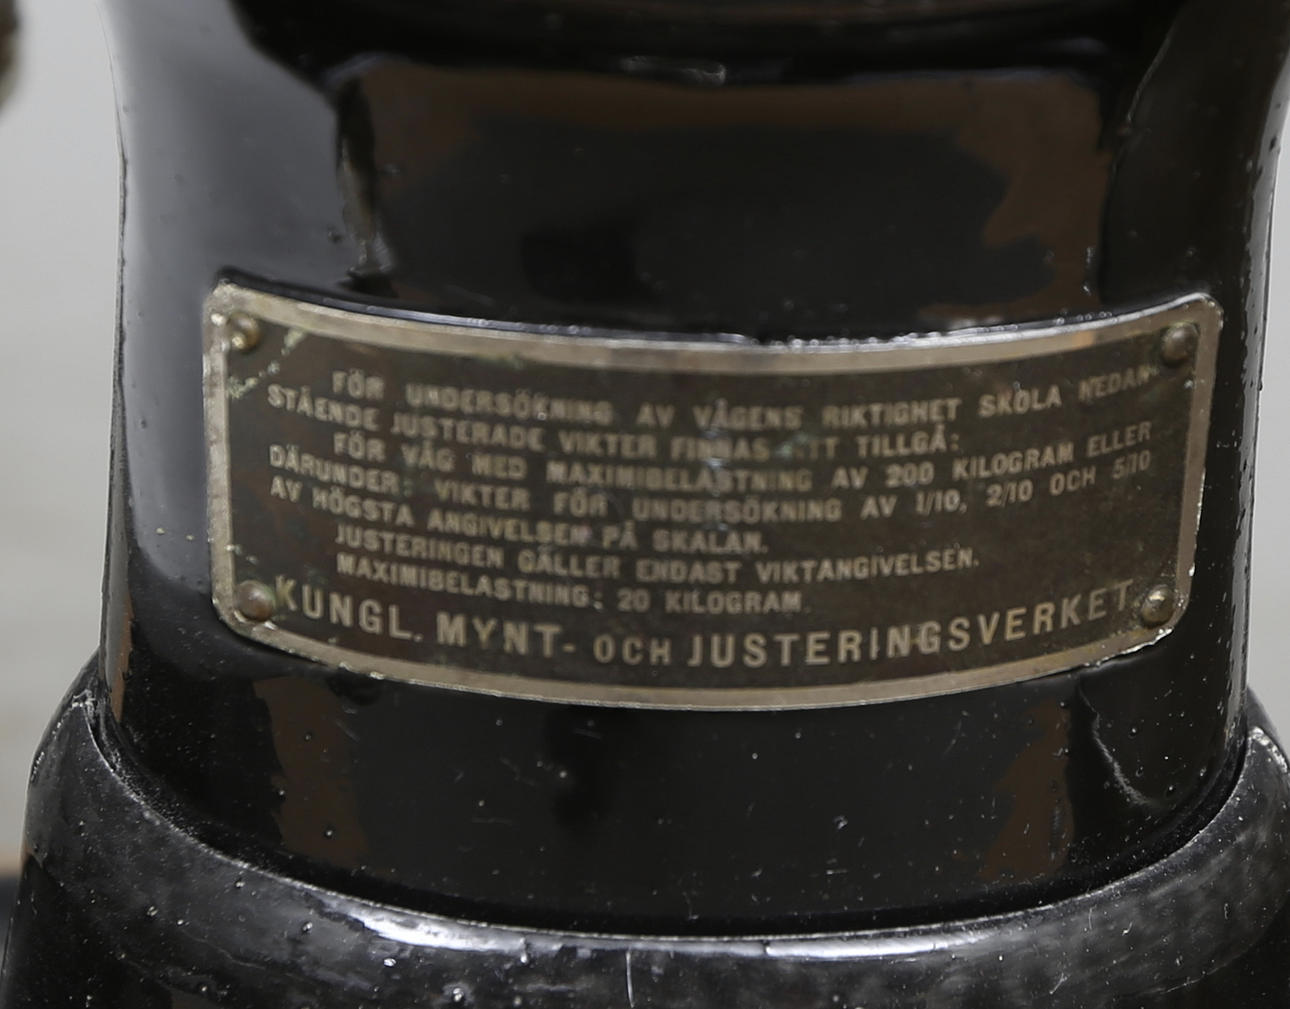 FÖR UNDERSÖKNING AV VÅGENS RIKTIGHET SKOLA NEDAN-
STÅENDE JUSTERADE VIKTER FINNAS ATT TILLGÅ:
FÖR VÅG MED MAXIMIBELASTNING AV 200 KILOGRAM ELLER
DÄRUNDER: VIKTER FÖR UNDERSÖKNING AV 1/10, 2/10 OCH 5/10
AV HÖGSTA ANGIVELSEN PÅ SKALAN.
JUSTERINGEN GÄLLER ENDAST VIKTANGIVELSEN.
MAXIMIBELASTNING: 20 KILOGRAM
KUNGL. MYNT- OCH JUSTERINGSVERKET